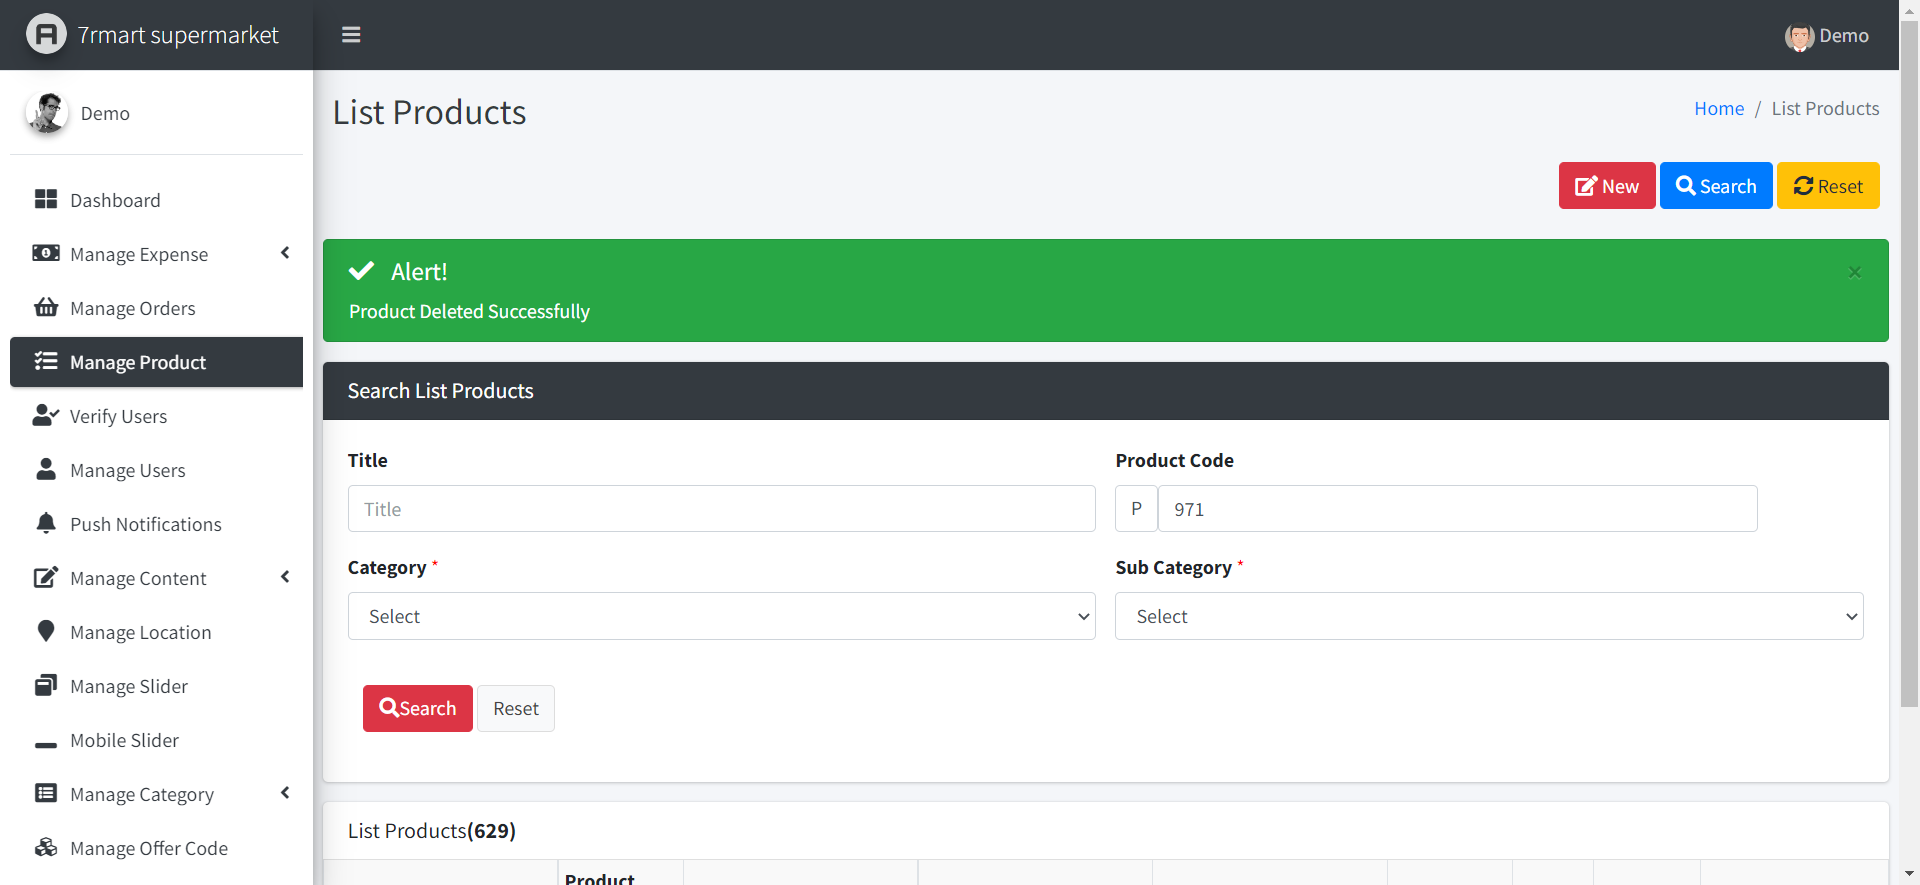 7rmart supermarket
Demo
Demo
Dashboard
Manage Expense
Manage Orders
Manage Product
Verify Users
Manage Users
Push Notifications
Manage Content
Manage Location
Manage Slider
Mobile Slider
Manage Category
Manage Offer Code
List Products
Home / List Products
New
Search
Reset
Alert!
×
Product Deleted Successfully
Search List Products
Title
Product Code
Title
P
971
Category *
Sub Category *
Select
Select
Search
Reset
List Products(629)
Product